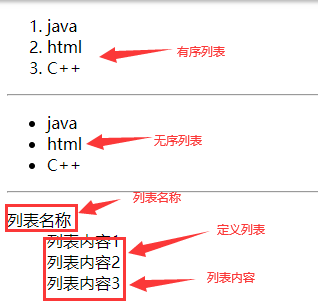 1. java
2. html
3. C++
有序列表
• java
• html
• C++
无序列表
列表名称
列表名称
列表内容1
列表内容2
列表内容3
定义列表
列表内容